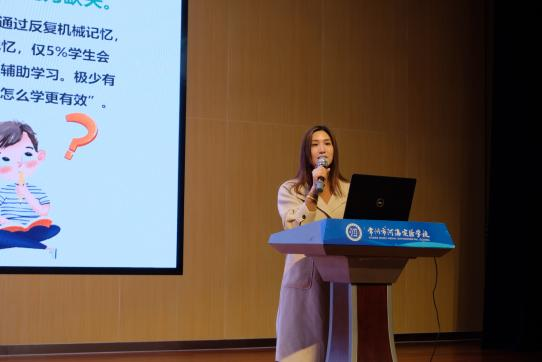 通过反复机械记忆，
忆，仅5%学生会
辅助学习。极少有
怎么学更有效”。
常州市河海实验学校